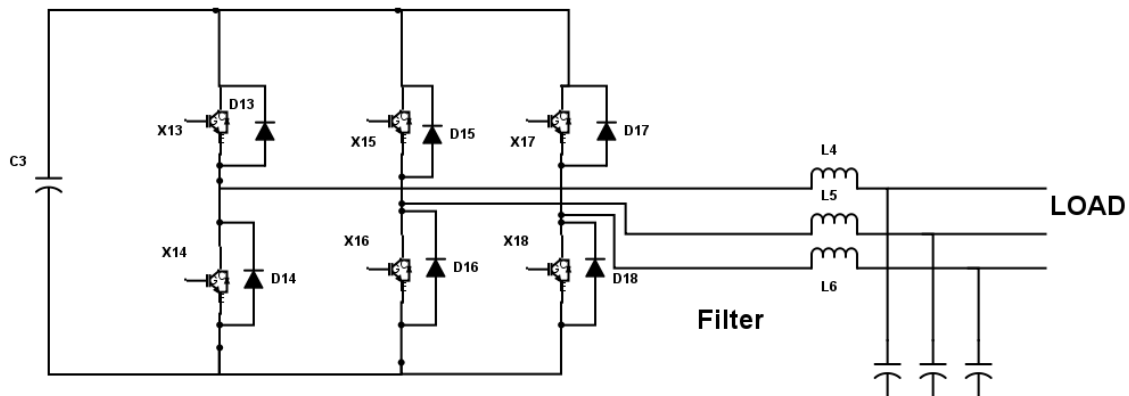 D13
X13
X15
D15
X17
D17
C3
L4
LOAD
L5
X14
D14
X16
D16
X18
D18
L6
Filter